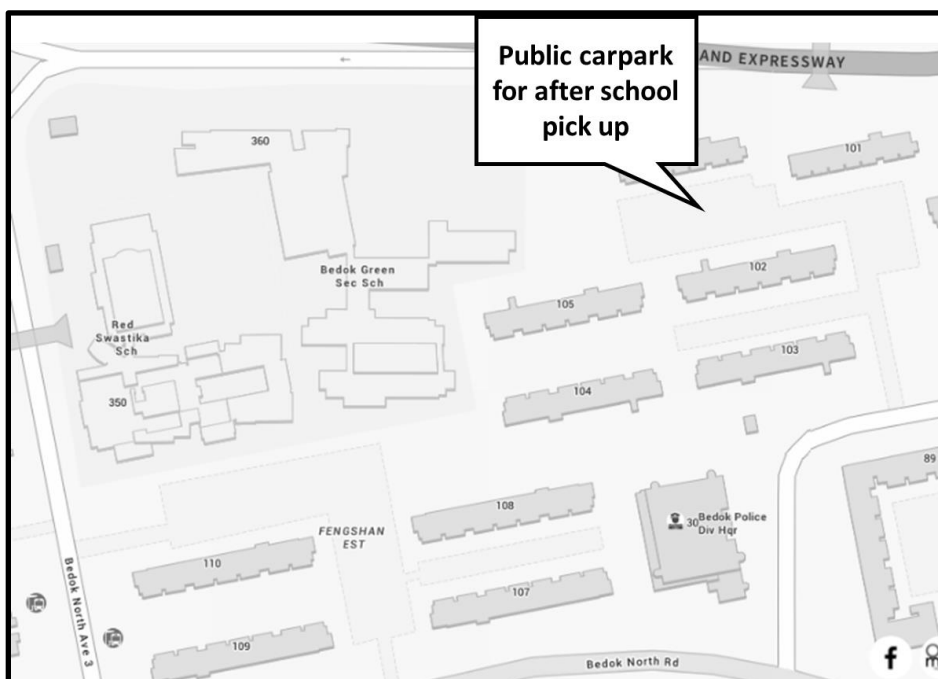 Public carpark
for after school
pick up
AND EXPRESSWAY
360
101
Bedok Green
Sec Sch
102
105
Red
Swastika
Sch
103
350
104
89
108
30
Bedok Police
Div Hqr
FENGSHAN
EST
110
107
Bedok North Ave 3
109
Bedok North Rd
f